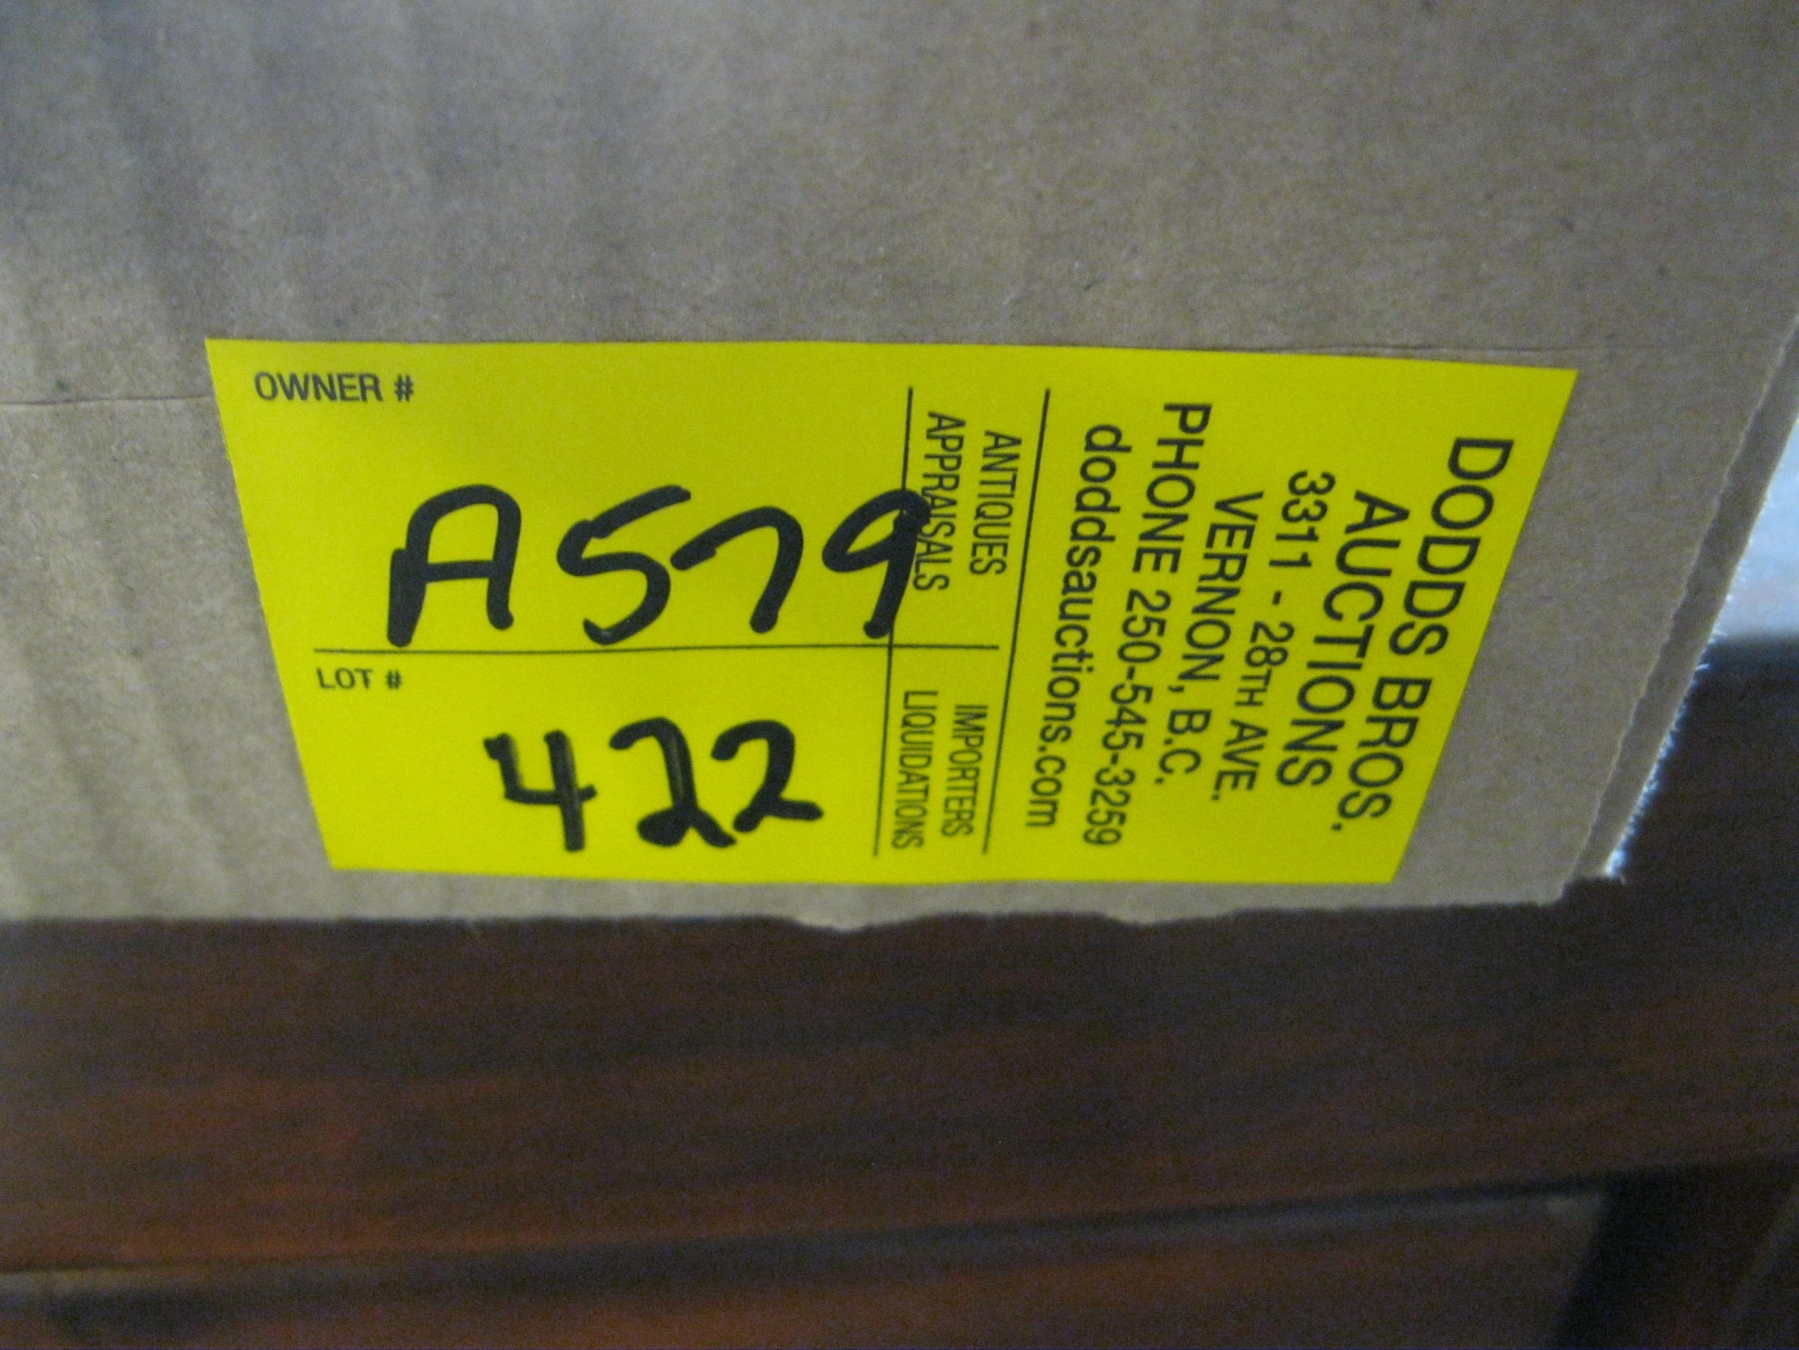 OWNER #
A579
LOT #
422
ANTIQUES
APPRAISALS
IMPORTERS
LIQUIDATIONS
DODDS BROS.
AUCTIONS
3311 - 28TH AVE.
VERNON, B.C.
PHONE 250-545-3259
doddsauctions.com